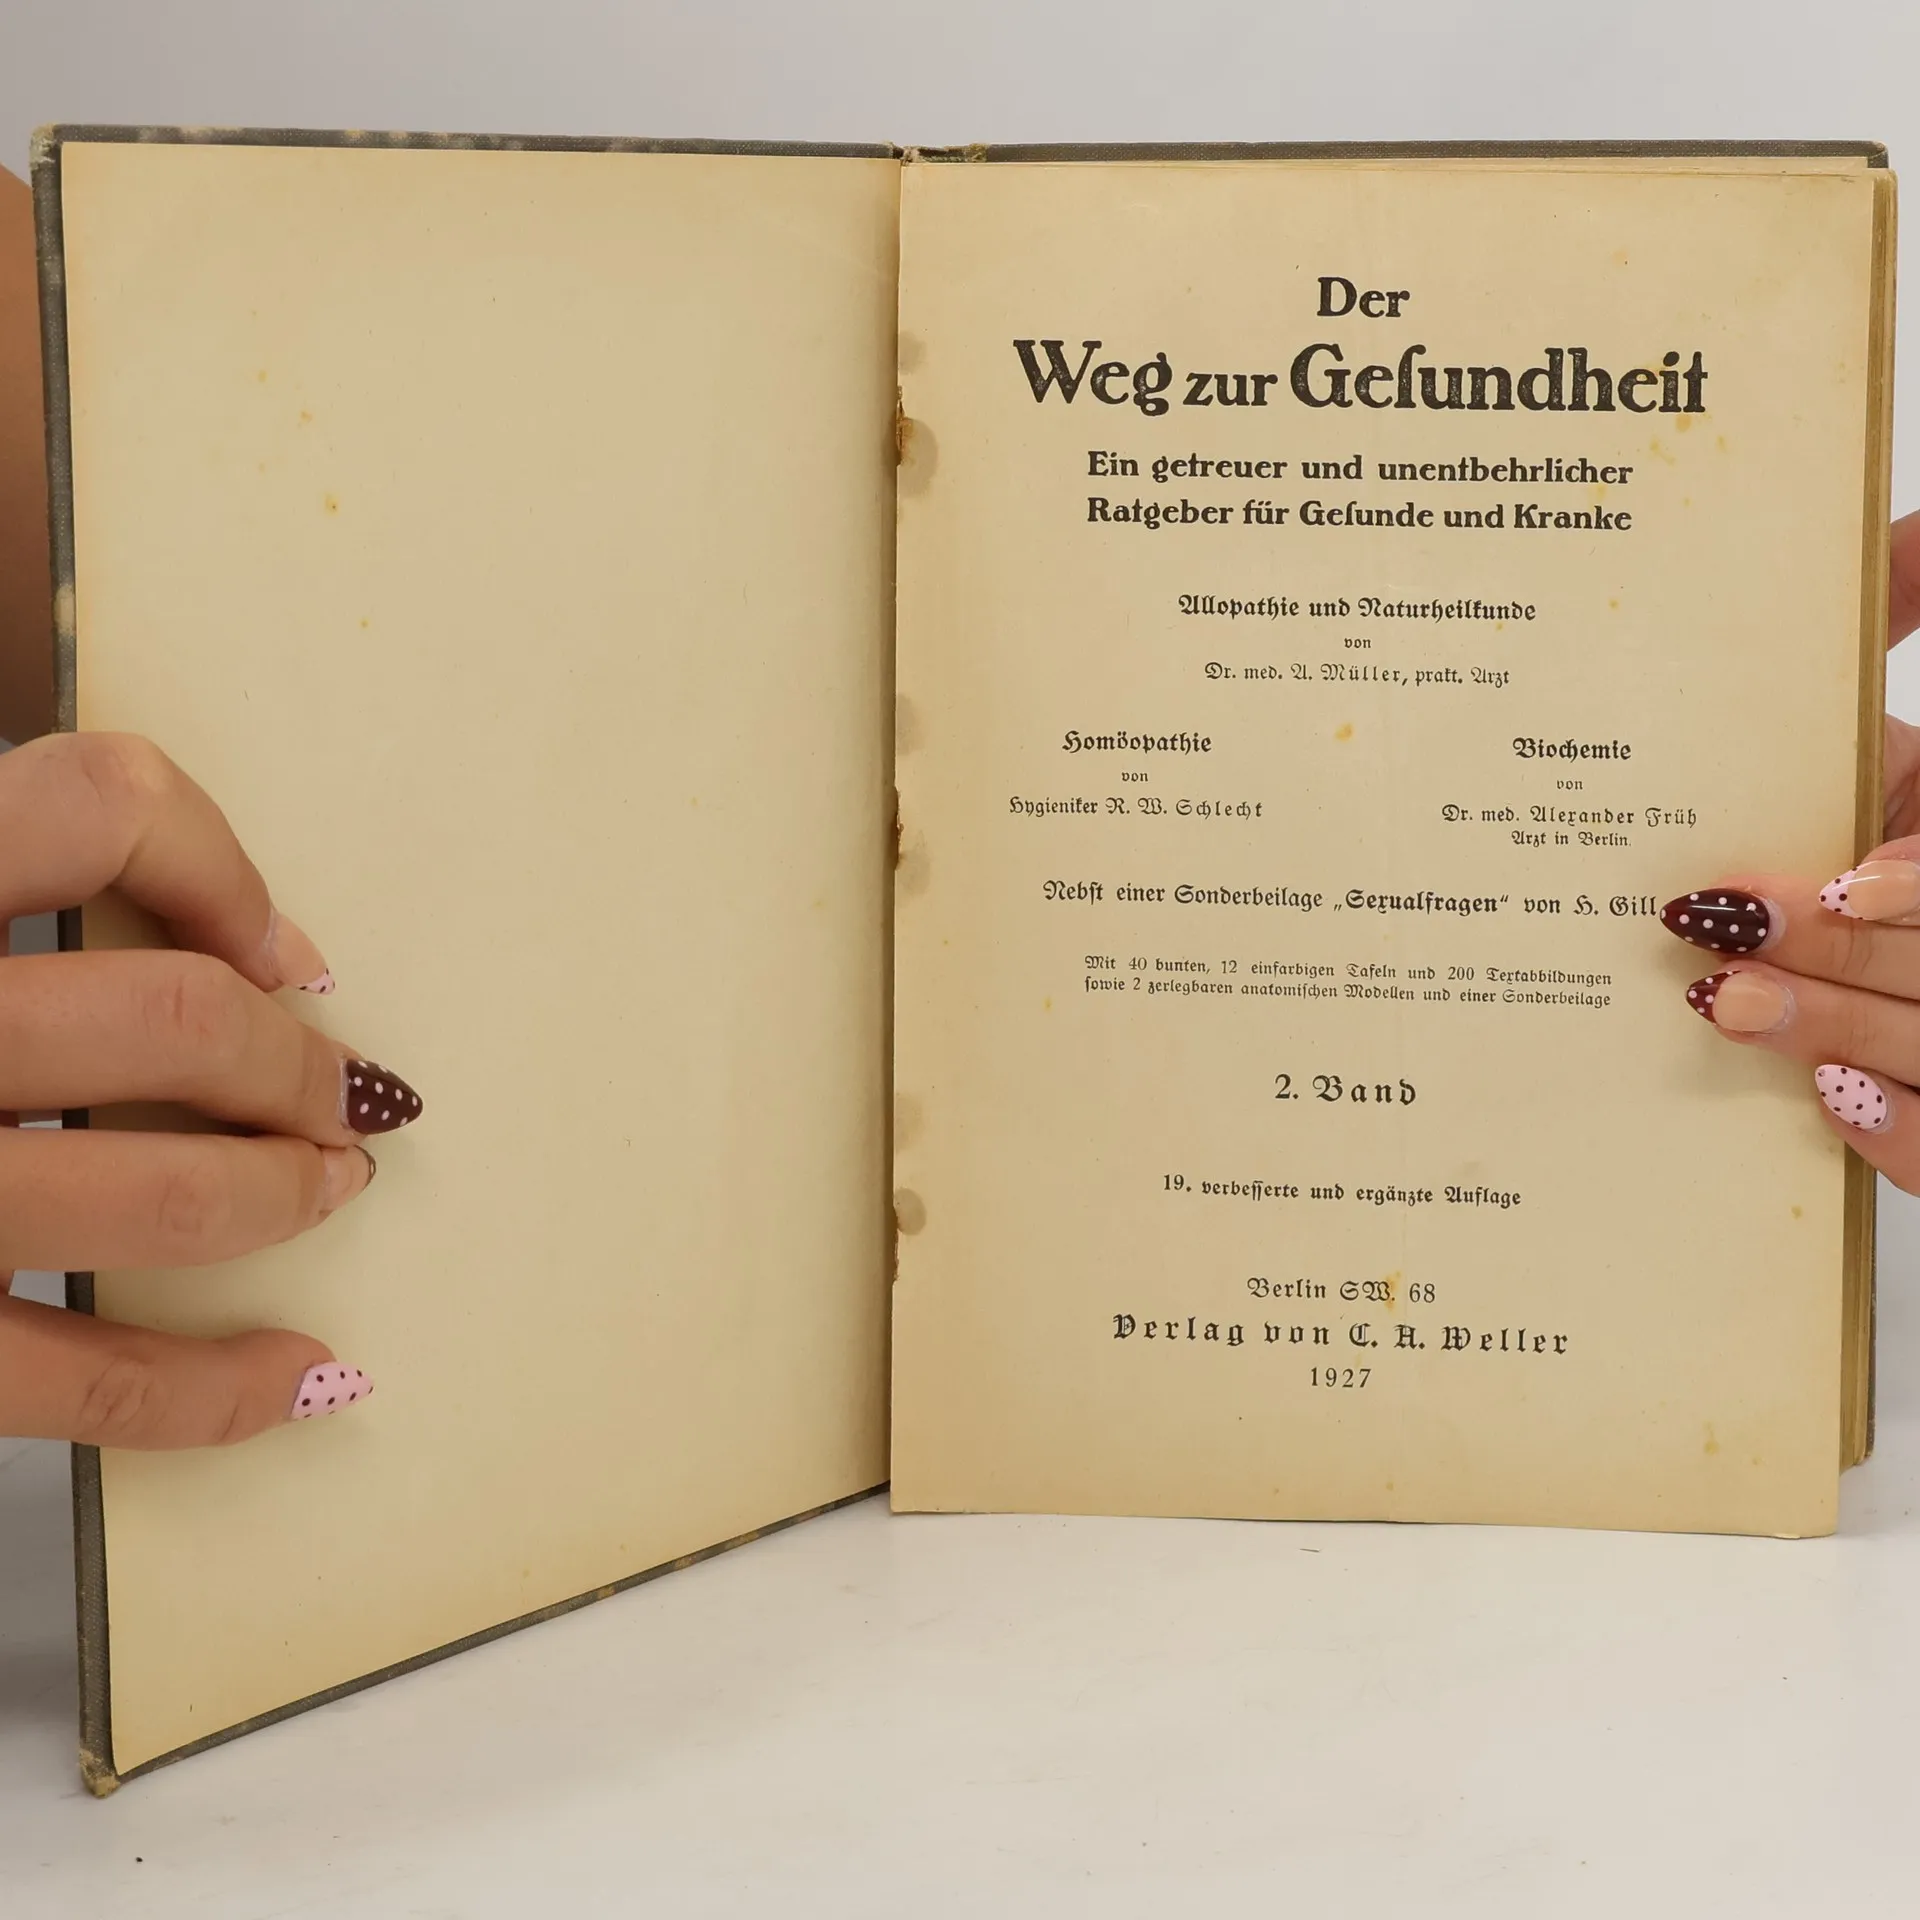 Der
Weg zur Geſundheit
Ein getreuer und unentbehrlicher
Ratgeber für Geſunde und Kranke
Allopathie und Naturheilkunde
von
Dr. med. A. Müller, prakt. Arzt
Homöopathie
von
Hygieniker R. W. Schlecht
Biochemie
von
Dr. med. Alexander Früh
Arzt in Berlin.
Nebſt einer Sonderbeilage „Sexualfragen“ von H. Gill
Mit 40 bunten, 12 einfarbigen Tafeln und 200 Textabbildungen
ſowie 2 zerlegbaren anatomiſchen Modellen und einer Sonderbeilage
2. Band
19. verbeſſerte und ergänzte Auflage
Berlin SW. 68
Verlag von C. A. Weller
1927